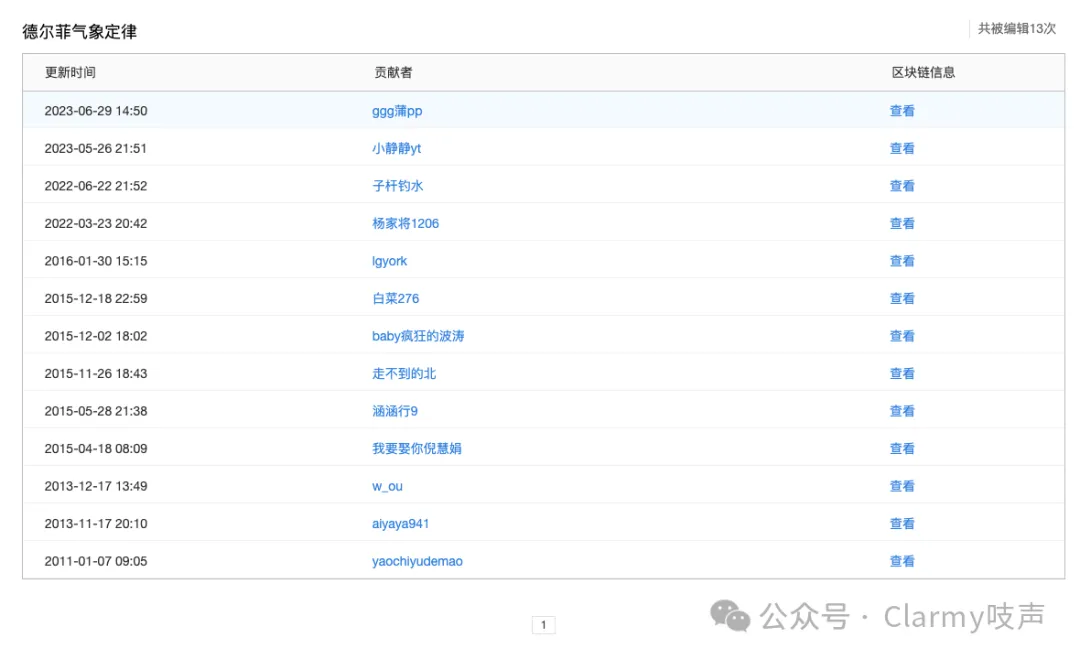 德尔菲气象定律 共被编辑13次
更新时间 贡献者 区块链信息
2023-06-29 14:50 ggg蒲pp 查看
2023-05-26 21:51 小静静yt 查看
2022-06-22 21:52 子杆钓水 查看
2022-03-23 20:42 杨家将1206 查看
2016-01-30 15:15 lgyork 查看
2015-12-18 22:59 白菜276 查看
2015-12-02 18:02 baby疯狂的波涛 查看
2015-11-26 18:43 走不到的北 查看
2015-05-28 21:38 涵涵行9 查看
2015-04-18 08:09 我要娶你倪慧娟 查看
2013-12-17 13:49 w_ou 查看
2013-11-17 20:10 aiyaya941 查看
2011-01-07 09:05 yaochiyudemao 查看
1
公众号 · Clarmy吱声